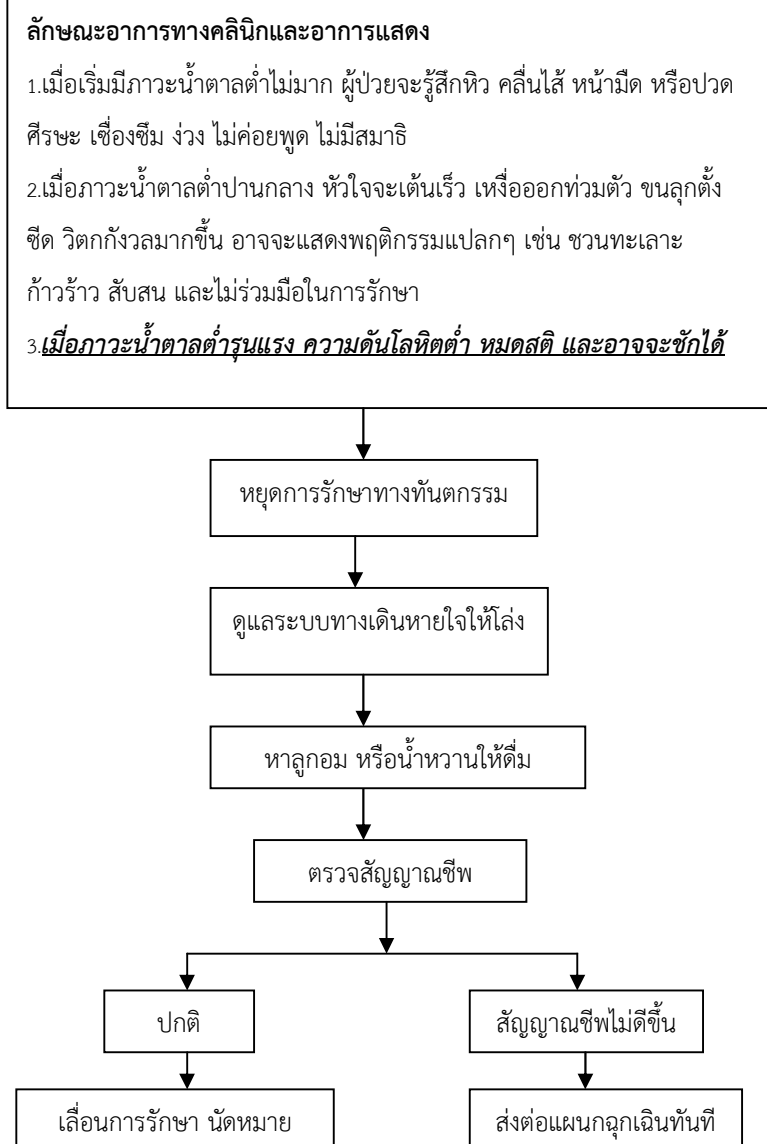 ลักษณะอาการทางคลินิกและอาการแสดง
1.เมื่อเริ่มมีภาวะน้ำตาลต่ำไม่มาก ผู้ป่วยจะรู้สึกหิว คลื่นไส้ หน้ามืด หรือปวด
ศีรษะ เซื่องซึม ง่วง ไม่ค่อยพูด ไม่มีสมาธิ
2.เมื่อภาวะน้ำตาลต่ำปานกลาง หัวใจจะเต้นเร็ว เหงื่อออกท่วมตัว ขนลุกตั้ง
ซีด วิตกกังวลมากขึ้น อาจจะแสดงพฤติกรรมแปลกๆ เช่น ชวนทะเลาะ
ก้าวร้าว สับสน และไม่ร่วมมือในการรักษา
3.เมื่อภาวะน้ำตาลต่ำรุนแรง ความดันโลหิตต่ำ หมดสติ และอาจจะชักได้
หยุดการรักษาทางทันตกรรม
ดูแลระบบทางเดินหายใจให้โล่ง
หาลูกอม หรือน้ำหวานให้ดื่ม
ตรวจสัญญาณชีพ
ปกติ
สัญญาณชีพไม่ดีขึ้น
เลื่อนการรักษา นัดหมาย
ส่งต่อแผนกฉุกเฉินทันที